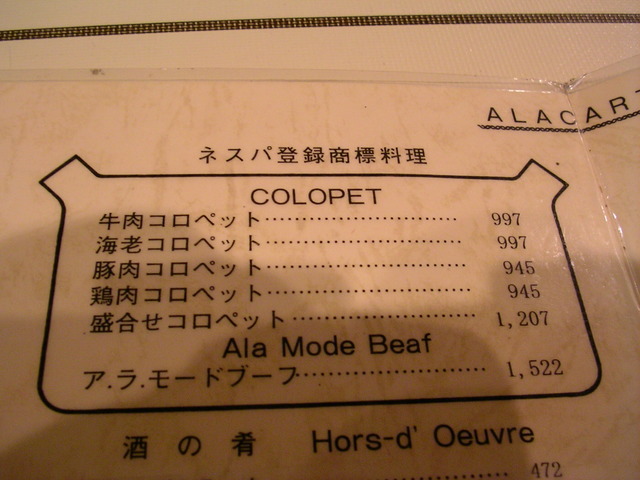 ALACAR
ネスパ登録商標料理
COLOPET
牛肉コロペット…………………………… 997
海老コロペット…………………………… 997
豚肉コロペット…………………………… 945
鶏肉コロペット…………………………… 945
盛合せコロペット………………………… 1,207
Ala Mode Beaf
ア.ラ.モードブーフ………………………… 1,522
酒の肴 Hors-d' Oeuvre
472